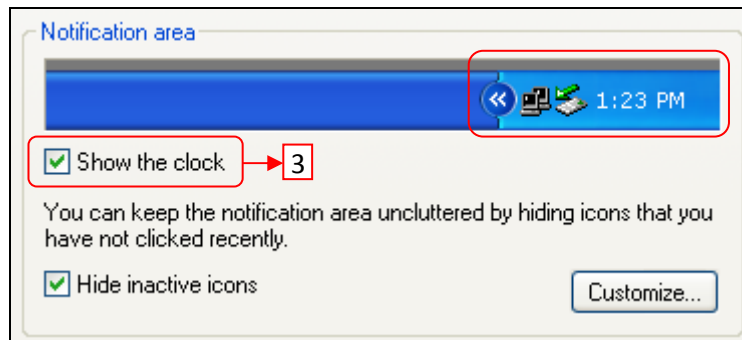 Notification area
1:23 PM
Show the clock
3
You can keep the notification area uncluttered by hiding icons that you
have not clicked recently.
Hide inactive icons
Customize...